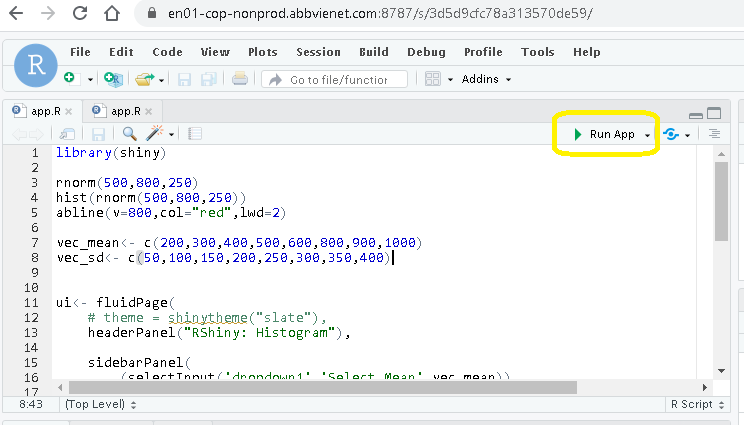 en01-cop-nonprod.abbvienet.com:8787/s/3d5d9cfc78a313570de59/
R File Edit Code View Plots Session Build Debug Profile Tools Help
Go to file/function Addins
app.R app.R
Run App
1 library(shiny)
2
3 rnorm(500,800,250)
4 hist(rnorm(500,800,250))
5 abline(v=800,col="red",lwd=2)
6
7 vec_mean<- c(200,300,400,500,600,800,900,1000)
8 vec_sd<- c(50,100,150,200,250,300,350,400)
9
10
11 ui<- fluidPage(
12 # theme = shinytheme("slate"),
13 headerPanel("RShiny: Histogram"),
14
15 sidebarPanel(
16 (selectInput('dropdown1','Select Mean',vec_mean)),
17
8:43 (Top Level) R Script